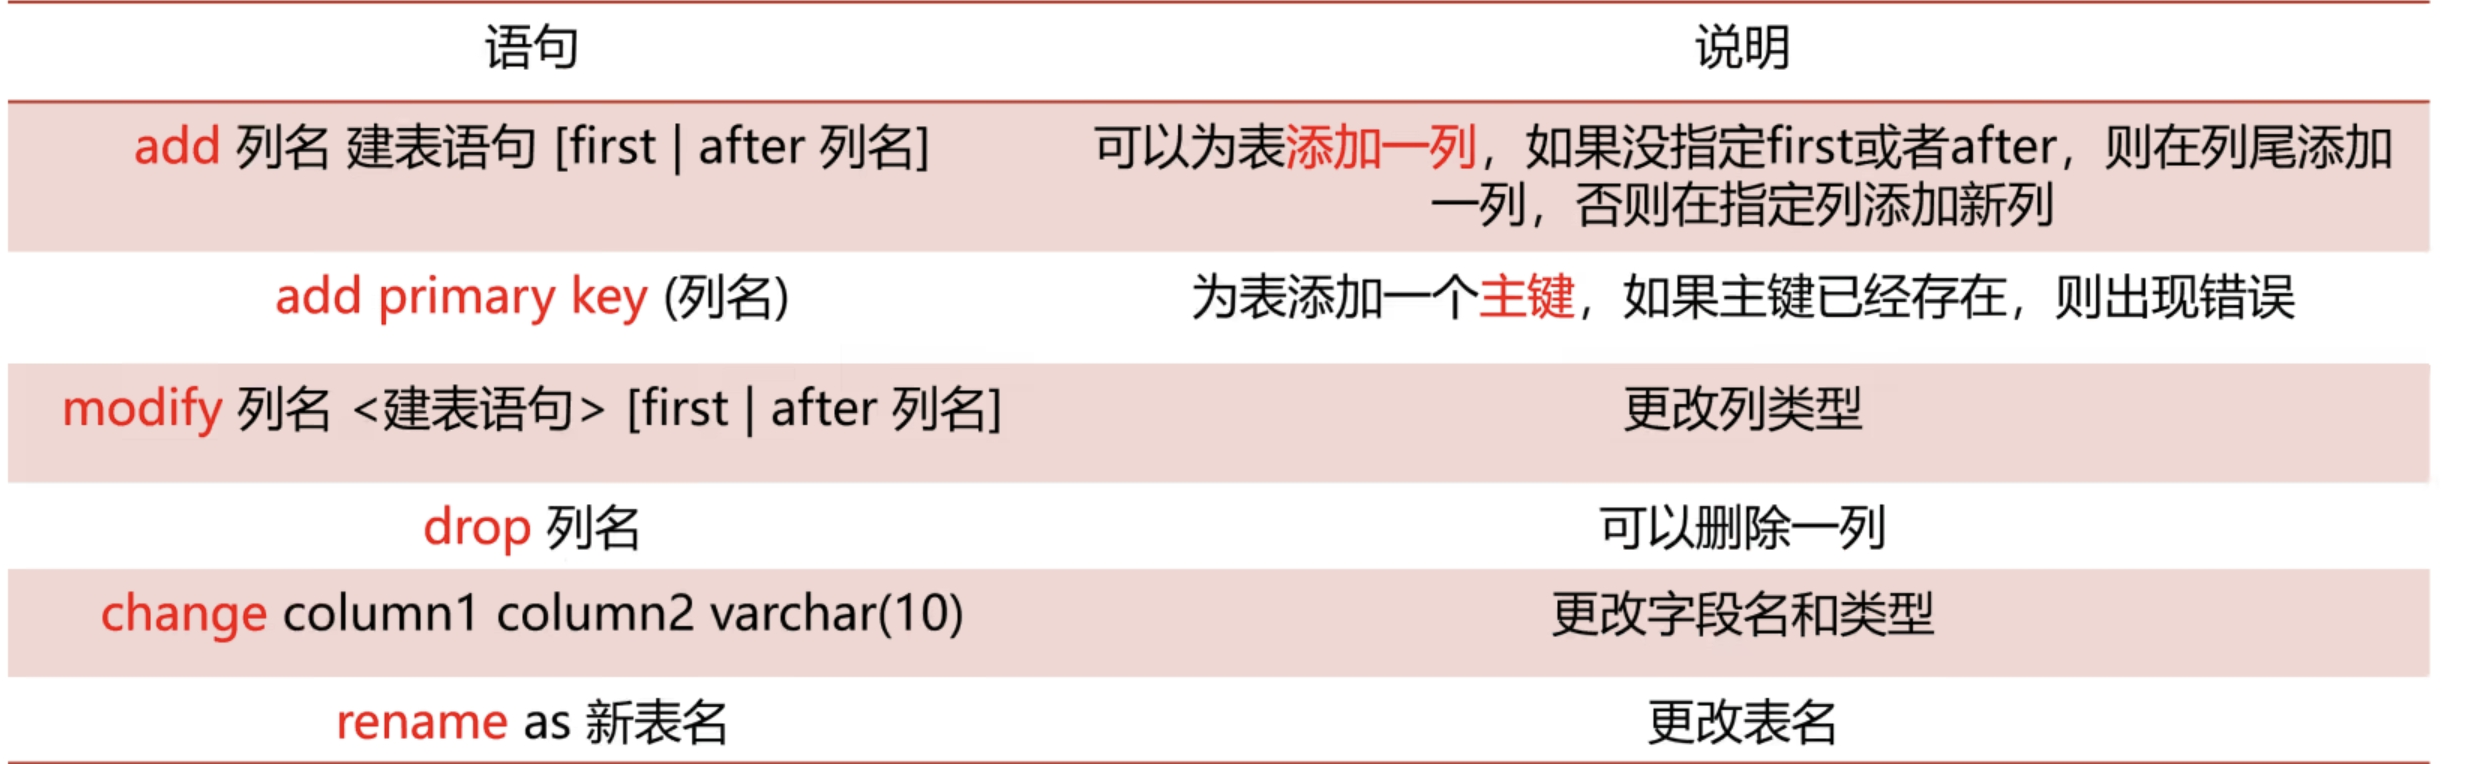 语句 说明
add 列名 建表语句 [first | after 列名] 可以为表添加一列，如果没指定first或者after，则在列尾添加
一列，否则在指定列添加新列
add primary key (列名) 为表添加一个主键，如果主键已经存在，则出现错误
modify 列名 <建表语句> [first | after 列名] 更改列类型
drop 列名 可以删除一列
change column1 column2 varchar(10) 更改字段名和类型
rename as 新表名 更改表名